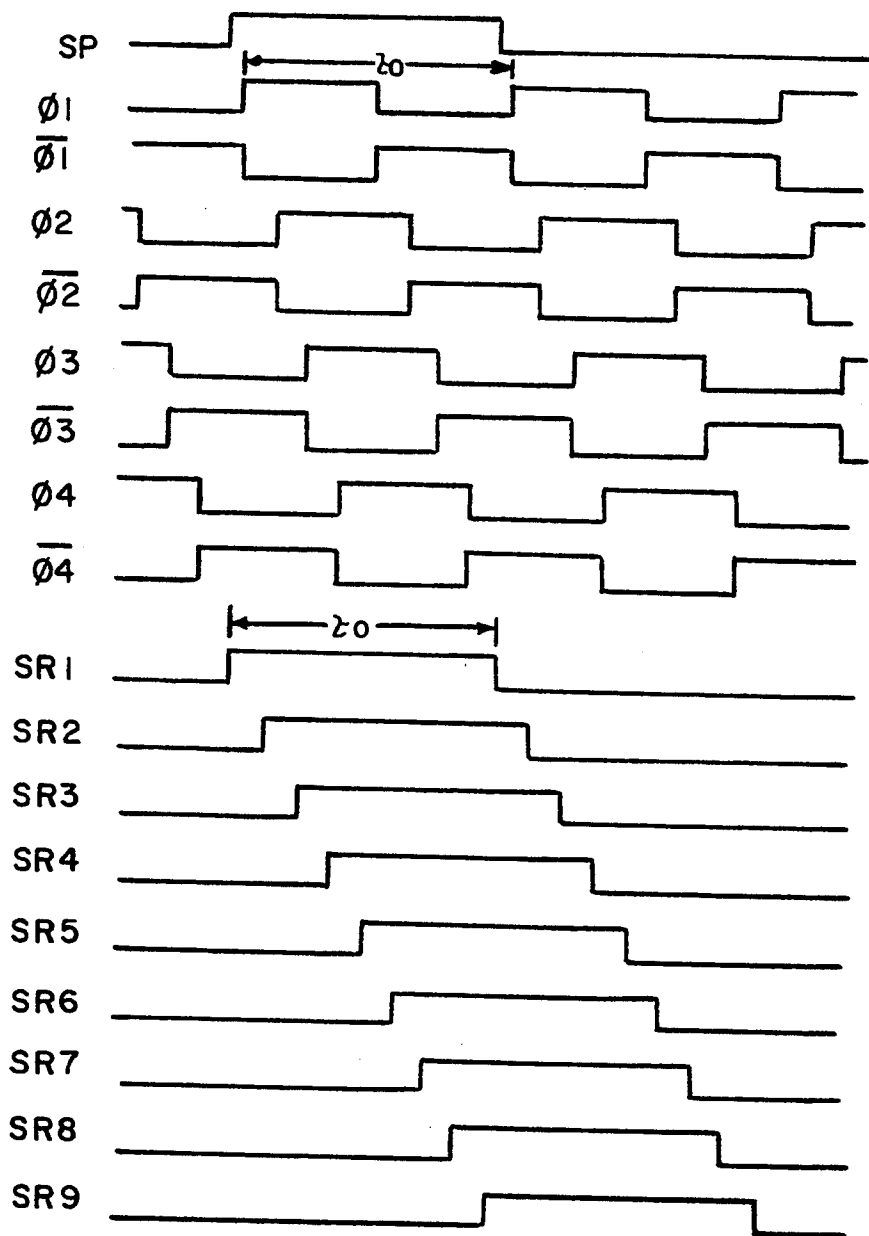 SP
τo
Ø1
Ø1̅
Ø2
Ø2̅
Ø3
Ø3̅
Ø4
Ø4̅
τo
SR1
SR2
SR3
SR4
SR5
SR6
SR7
SR8
SR9